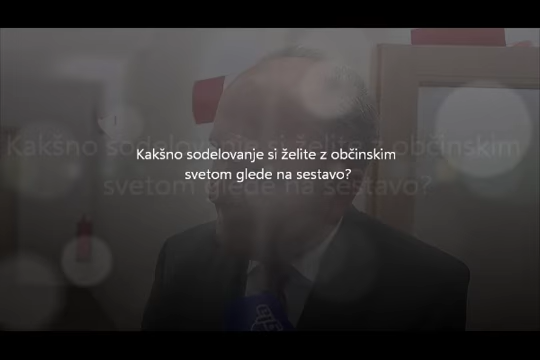 Kakšno sodelovanje si želite z občinskim
svetom glede na sestavo?